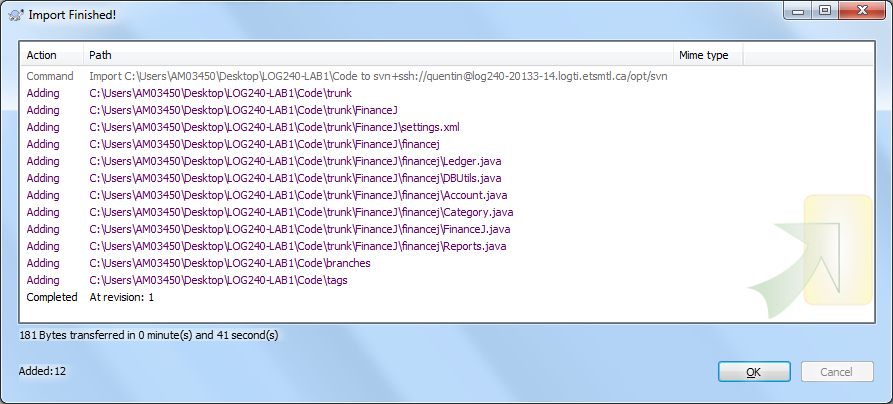 Import Finished!
Action Path Mime type
Command Import C:\Users\AM03450\Desktop\LOG240-LAB1\Code to svn+ssh://quentin@log240-20133-14.logti.etsmtl.ca/opt/svn
Adding C:\Users\AM03450\Desktop\LOG240-LAB1\Code\trunk
Adding C:\Users\AM03450\Desktop\LOG240-LAB1\Code\trunk\FinanceJ
Adding C:\Users\AM03450\Desktop\LOG240-LAB1\Code\trunk\FinanceJ\settings.xml
Adding C:\Users\AM03450\Desktop\LOG240-LAB1\Code\trunk\FinanceJ\financej
Adding C:\Users\AM03450\Desktop\LOG240-LAB1\Code\trunk\FinanceJ\financej\Ledger.java
Adding C:\Users\AM03450\Desktop\LOG240-LAB1\Code\trunk\FinanceJ\financej\DBUtils.java
Adding C:\Users\AM03450\Desktop\LOG240-LAB1\Code\trunk\FinanceJ\financej\Account.java
Adding C:\Users\AM03450\Desktop\LOG240-LAB1\Code\trunk\FinanceJ\financej\Category.java
Adding C:\Users\AM03450\Desktop\LOG240-LAB1\Code\trunk\FinanceJ\financej\FinanceJ.java
Adding C:\Users\AM03450\Desktop\LOG240-LAB1\Code\trunk\FinanceJ\financej\Reports.java
Adding C:\Users\AM03450\Desktop\LOG240-LAB1\Code\branches
Adding C:\Users\AM03450\Desktop\LOG240-LAB1\Code\tags
Completed At revision: 1
181 Bytes transferred in 0 minute(s) and 41 second(s)
Added:12
OK Cancel